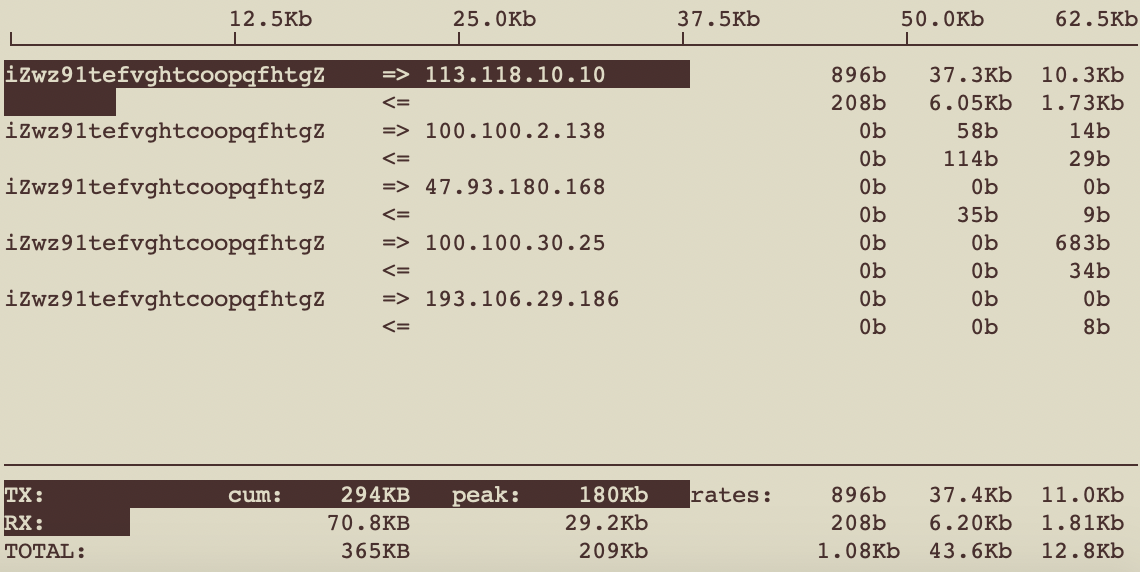 12.5Kb 25.0Kb 37.5Kb 50.0Kb 62.5Kb
iZwz91tefvghtcoopqfhtgZ => 113.118.10.10 896b 37.3Kb 10.3Kb
<= 208b 6.05Kb 1.73Kb
iZwz91tefvghtcoopqfhtgZ => 100.100.2.138 0b 58b 14b
<= 0b 114b 29b
iZwz91tefvghtcoopqfhtgZ => 47.93.180.168 0b 0b 0b
<= 0b 35b 9b
iZwz91tefvghtcoopqfhtgZ => 100.100.30.25 0b 0b 683b
<= 0b 0b 34b
iZwz91tefvghtcoopqfhtgZ => 193.106.29.186 0b 0b 0b
<= 0b 0b 8b
TX: cum: 294KB peak: 180Kb rates: 896b 37.4Kb 11.0Kb
RX: 70.8KB 29.2Kb 208b 6.20Kb 1.81Kb
TOTAL: 365KB 209Kb 1.08Kb 43.6Kb 12.8Kb